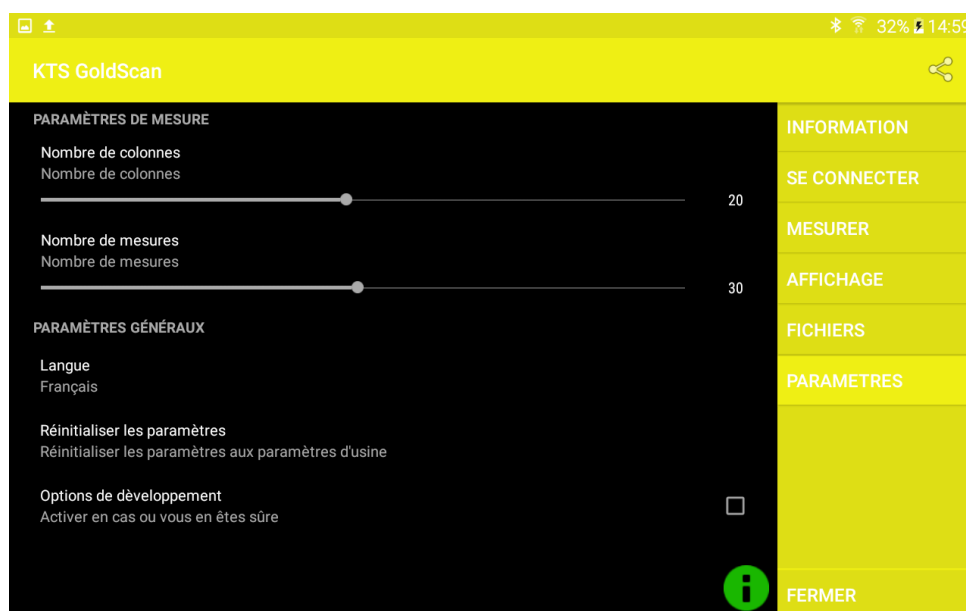 32% 14:59
KTS GoldScan
PARAMÈTRES DE MESURE
Nombre de colonnes
Nombre de colonnes
20
Nombre de mesures
Nombre de mesures
30
PARAMÈTRES GÉNÉRAUX
Langue
Français
Réinitialiser les paramètres
Réinitialiser les paramètres aux paramètres d'usine
Options de dèveloppement
Activer en cas ou vous en êtes sûre
INFORMATION
SE CONNECTER
MESURER
AFFICHAGE
FICHIERS
PARAMETRES
FERMER